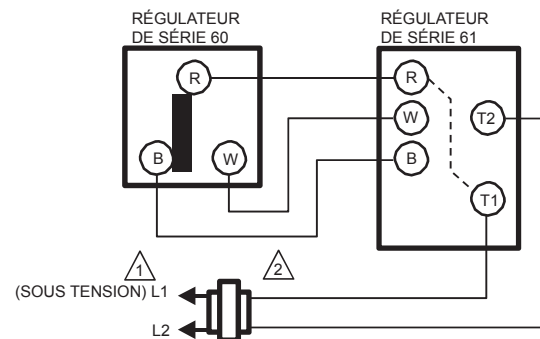 RÉGULATEUR
DE SÉRIE 60
RÉGULATEUR
DE SÉRIE 61
R
R
W
T2
B
W
B
T1
1
2
(SOUS TENSION) L1
L2